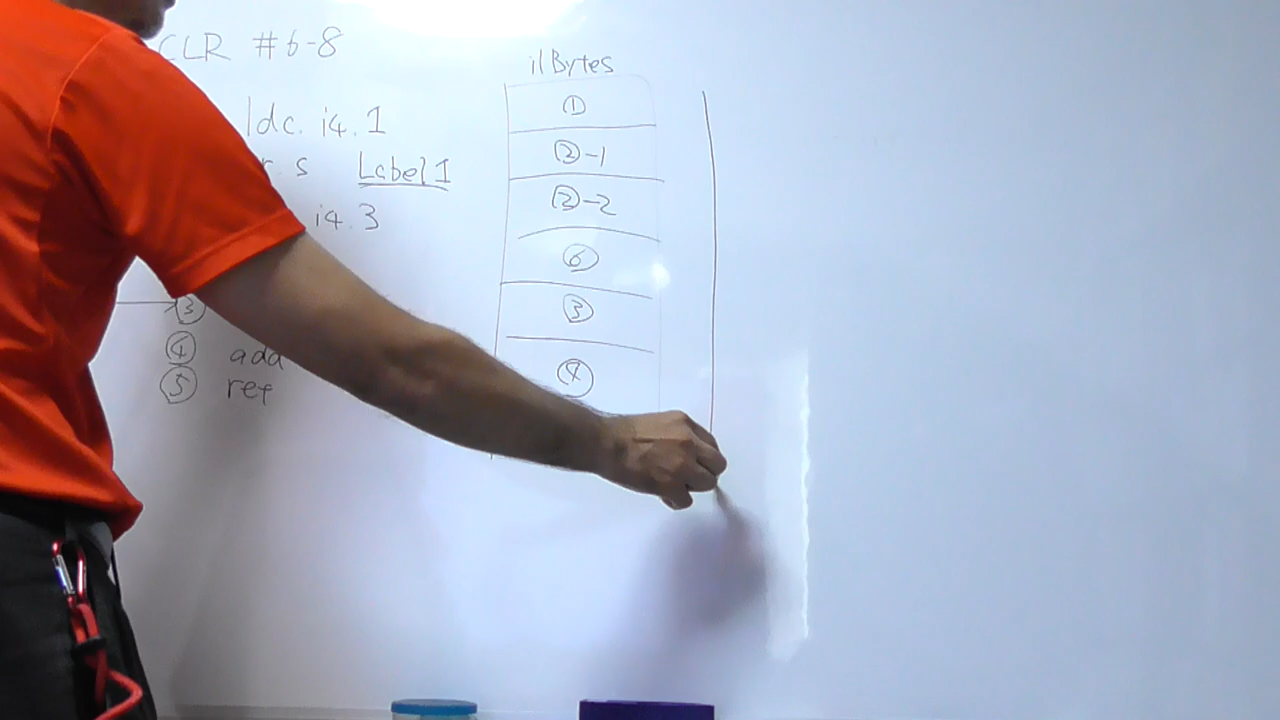 CLR #6-8
ldc. i4. 1
r. s Label1
i4. 3
③
④ add
⑤ ret
ilBytes
①
②-1
②-2
⑥
③
④